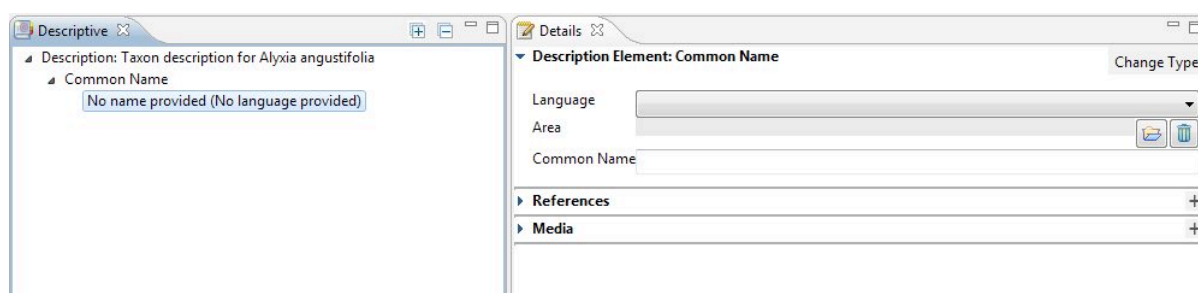 Descriptive
Description: Taxon description for Alyxia angustifolia
Common Name
No name provided (No language provided)
Details
Description Element: Common Name
Change Type
Language
Area
Common Name
References
Media